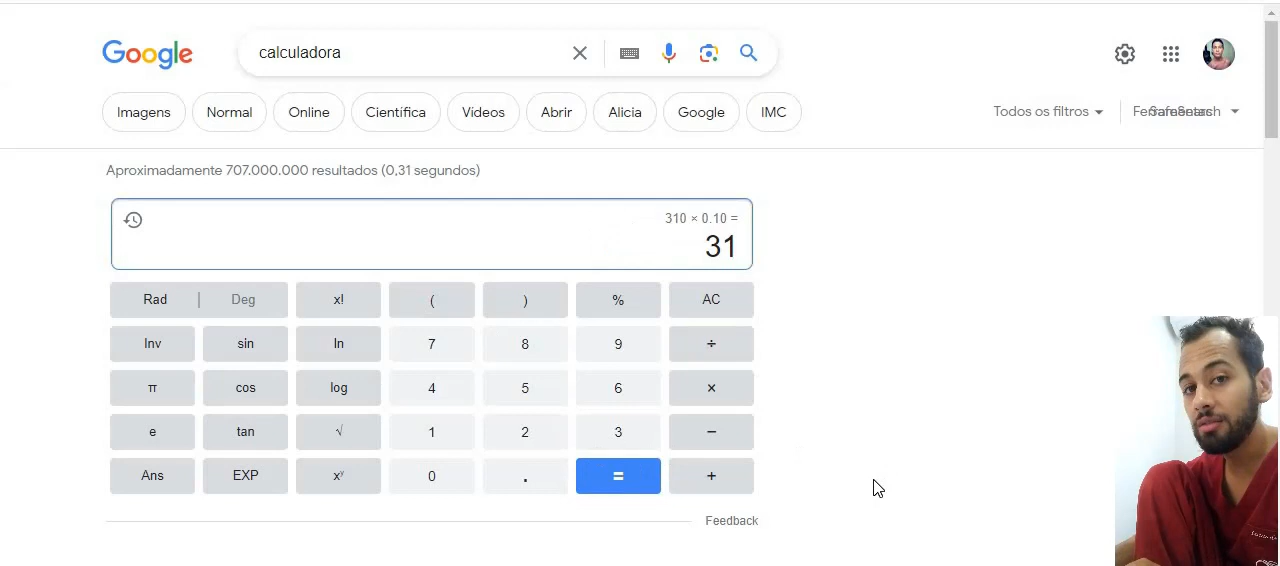 Google calculadora
Imagens Normal Online Científica Vídeos Abrir Alicia Google IMC Todos os filtros Ferramentas SafeSearch
Aproximadamente 707.000.000 resultados (0,31 segundos)
310 × 0.10 =
31
Rad | Deg x! ( ) % AC
Inv sin ln 7 8 9 ÷
π cos log 4 5 6 ×
e tan √ 1 2 3 −
Ans EXP xʸ 0 . = +
Feedback